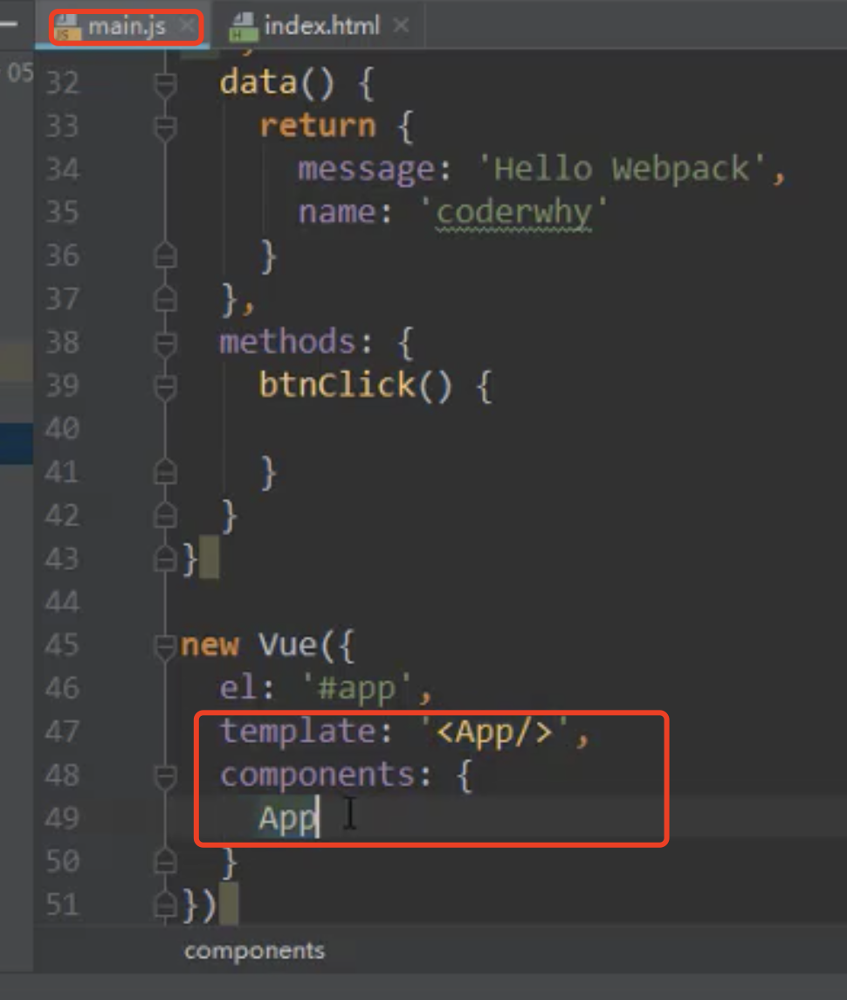 main.js index.html
05
32 data() {
33 return {
34 message: 'Hello Webpack',
35 name: 'coderwhy'
36 }
37 },
38 methods: {
39 btnClick() {
40
41 }
42 }
43 }
44
45 new Vue({
46 el: '#app',
47 template: '<App/>',
48 components: {
49 App
50 }
51 })
components